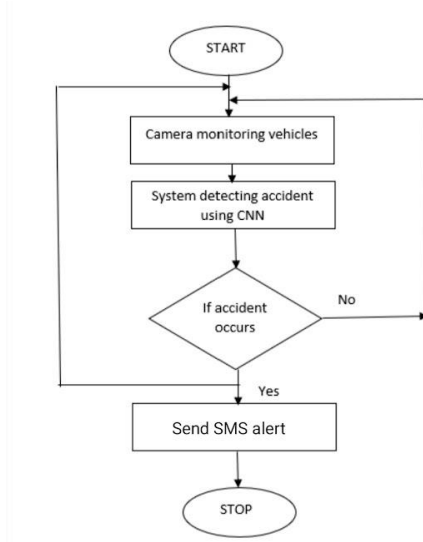 START
Camera monitoring vehicles
System detecting accident
using CNN
If accident
occurs
No
Yes
Send SMS alert
STOP